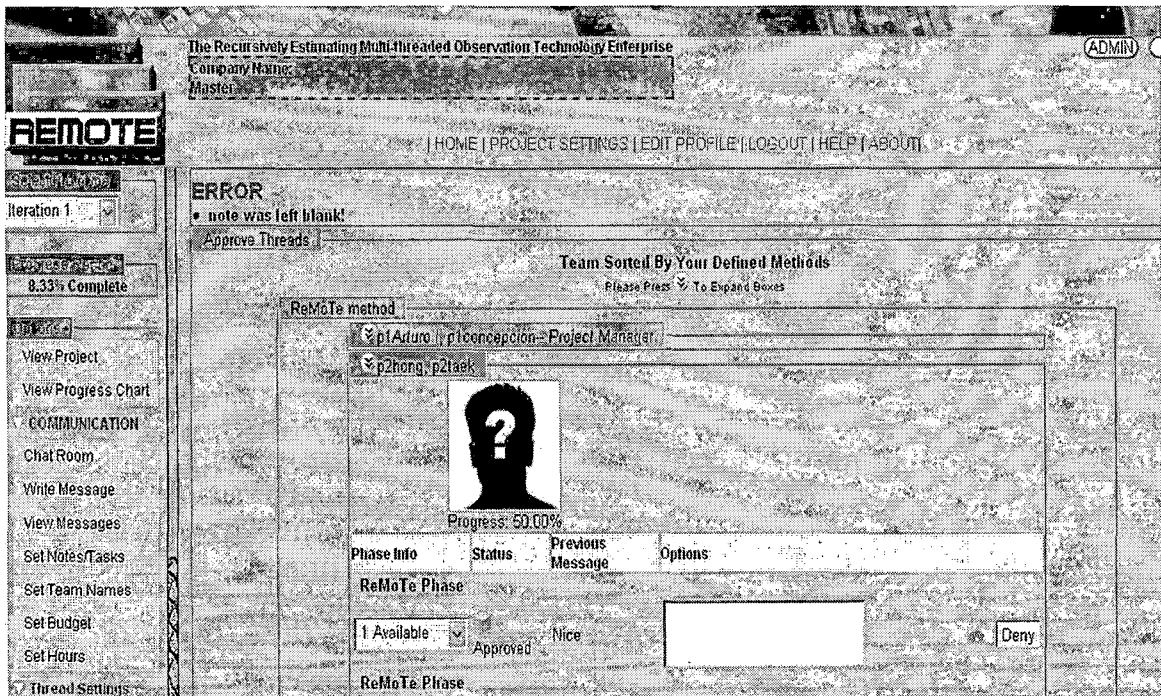 The Recursively Estimating Multi-threaded Observation Technology Enterprise
ADMIN
Company Name:
Master
REMOTE
| HOME | PROJECT SETTINGS | EDIT PROFILE | LOGOUT | HELP | ABOUT|
Iteration 1
8.33% Complete
View Project
View Progress Chart
COMMUNICATION
Chat Room
Write Message
View Messages
Set Notes/Tasks
Set Team Names
Set Budget
Set Hours
Thread Settings
ERROR
• note was left blank!
Approve Threads
Team Sorted By Your Defined Methods
Please Press To Expand Boxes
ReMoTe method
p1Arturo I, p1concepción - Project Manager
p2hong, p2taek
?
Progress: 50.00%
Phase Info Status Previous Message Options
ReMoTe Phase
1 Available Approved Nice Deny
ReMoTe Phase